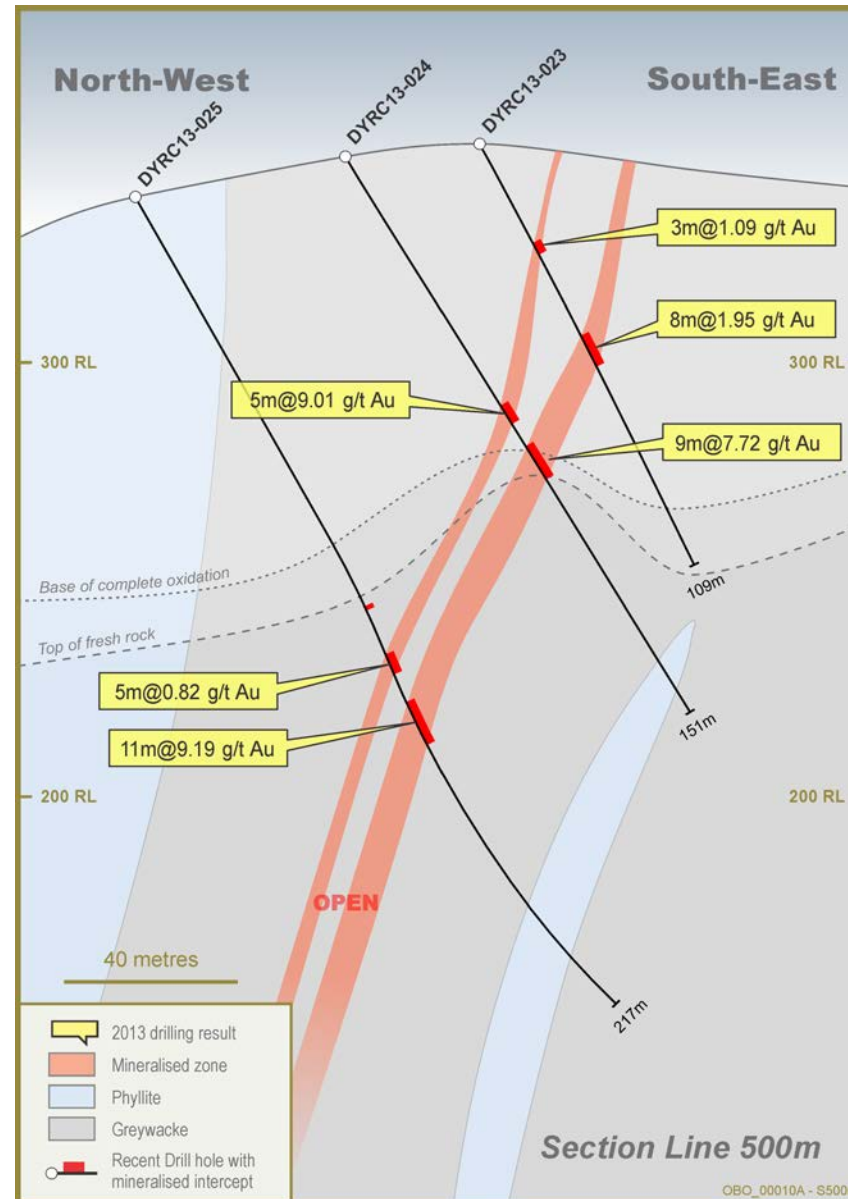 North-West
South-East
DYRC13-025
DYRC13-024
DYRC13-023
3m@1.09 g/t Au
8m@1.95 g/t Au
300 RL
300 RL
5m@9.01 g/t Au
9m@7.72 g/t Au
Base of complete oxidation
109m
Top of fresh rock
5m@0.82 g/t Au
151m
11m@9.19 g/t Au
200 RL
200 RL
OPEN
40 metres
217m
2013 drilling result
Mineralised zone
Phyllite
Greywacke
Recent Drill hole with
mineralised intercept
Section Line 500m
OBO_00010A - S500